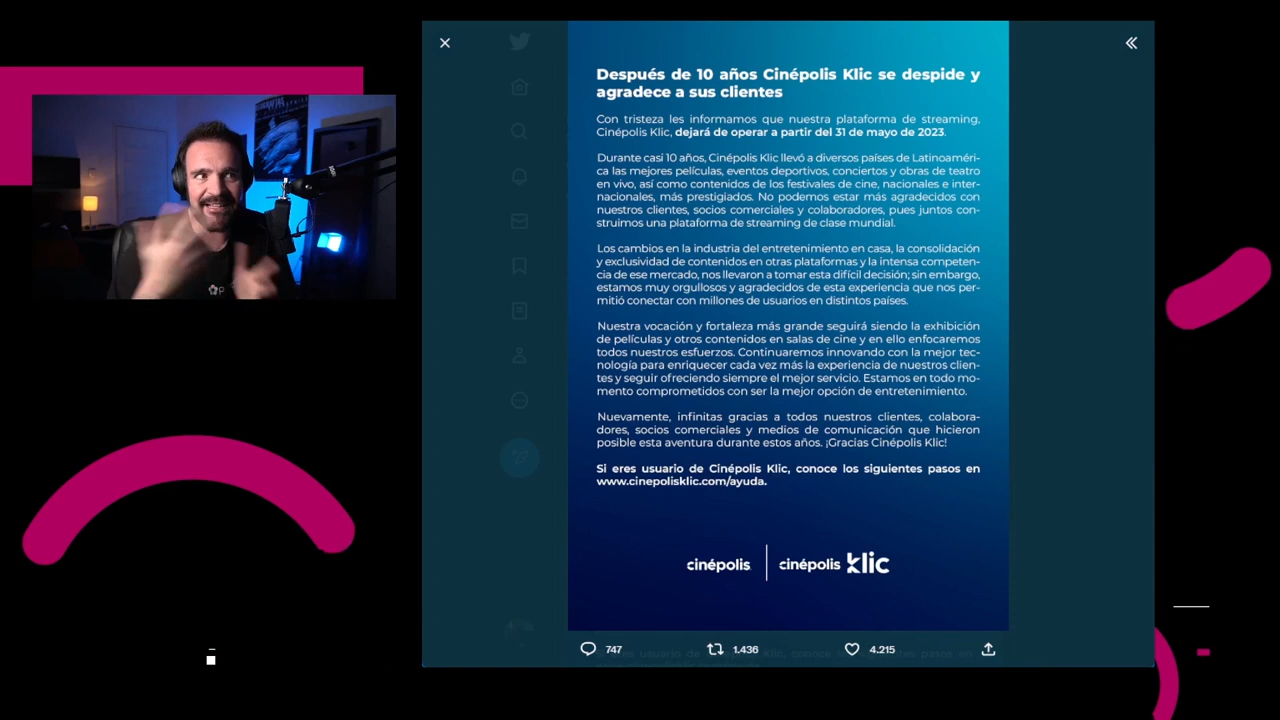 Después de 10 años Cinépolis Klic se despide y
agradece a sus clientes
Con tristeza les informamos que nuestra plataforma de streaming,
Cinépolis Klic, dejará de operar a partir del 31 de mayo de 2023.
Durante casi 10 años, Cinépolis Klic llevó a diversos países de Latinoaméri-
ca las mejores películas, eventos deportivos, conciertos y obras de teatro
en vivo, así como contenidos de los festivales de cine, nacionales e inter-
nacionales, más prestigiados. No podemos estar más agradecidos con
nuestros clientes, socios comerciales y colaboradores, pues juntos con-
struimos una plataforma de streaming de clase mundial.
Los cambios en la industria del entretenimiento en casa, la consolidación
y exclusividad de contenidos en otras plataformas y la intensa competen-
cia de ese mercado, nos llevaron a tomar esta difícil decisión; sin embargo,
estamos muy orgullosos y agradecidos de esta experiencia que nos per-
mitió conectar con millones de usuarios en distintos países.
Nuestra vocación y fortaleza más grande seguirá siendo la exhibición
de películas y otros contenidos en salas de cine y en ello enfocaremos
todos nuestros esfuerzos. Continuaremos innovando con la mejor tec-
nología para enriquecer cada vez más la experiencia de nuestros clien-
tes y seguir ofreciendo siempre el mejor servicio. Estamos en todo mo-
mento comprometidos con ser la mejor opción de entretenimiento.
Nuevamente, infinitas gracias a todos nuestros clientes, colabora-
dores, socios comerciales y medios de comunicación que hicieron
posible esta aventura durante estos años. ¡Gracias Cinépolis Klic!
Si eres usuario de Cinépolis Klic, conoce los siguientes pasos en
www.cinepolisklic.com/ayuda.
cinépolis cinépolis klic
747 1.436 4.215